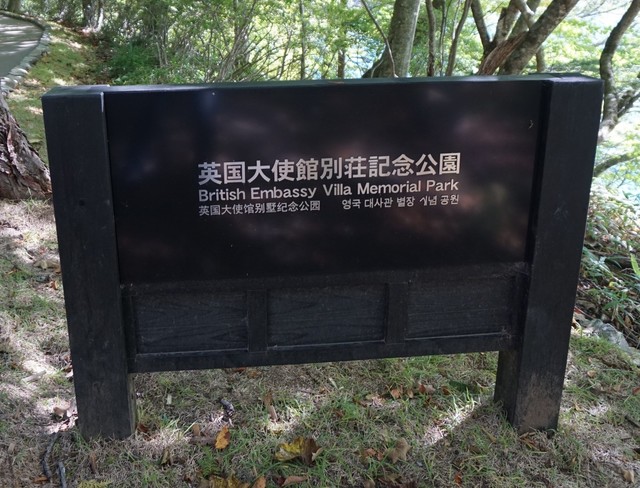 英国大使館別荘記念公園
British Embassy Villa Memorial Park
英国大使馆别墅纪念公园 영국 대사관 별장 기념 공원